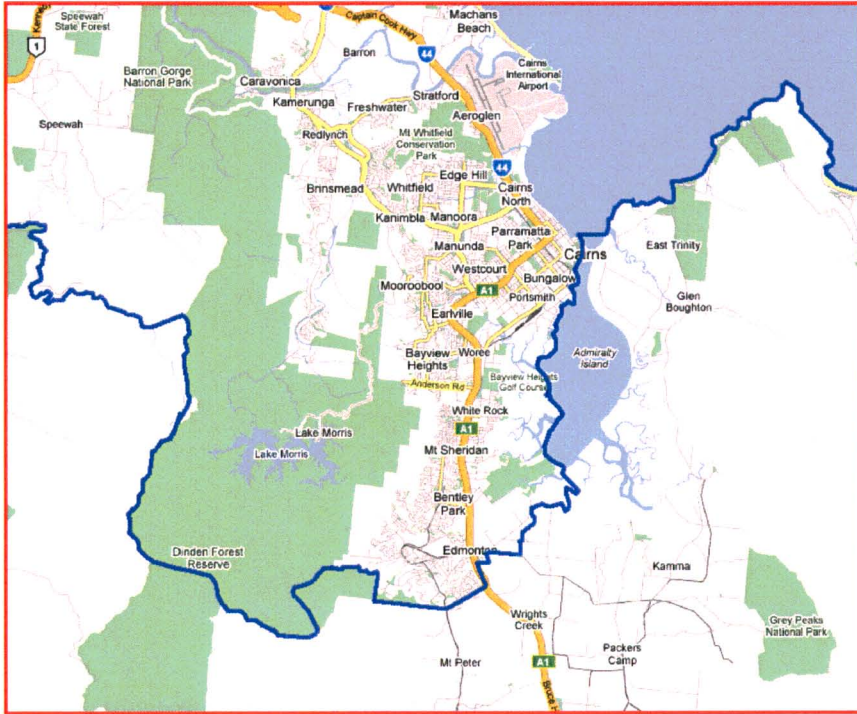 Speewah
State Forest
Kenne
1
Captain Cook Hwy
Machans
Beach
44
Barron
Cairns
International
Airport
Barron Gorge
National Park
Caravonica
Stratford
Kamerunga
Freshwater
Aeroglen
Speewah
Redlynch
Mt Whitfield
Conservation
Park
44
Edge Hill
Brinsmead
Whitfield
Cairns
North
Kanimbla
Manoora
Parramatta
Park
East Trinity
Manunda
Cairns
Westcourt
Bungalow
Mooroobool
A1
Portsmith
Glen
Boughton
Earlville
Bayview
Heights
Woree
Admiralty
Island
Bayview Heights
Golf Course
Anderson Rd
White Rock
A1
Lake Morris
Lake Morris
Mt Sheridan
Bentley
Park
Dinden Forest
Reserve
Edmonton
Kamma
Wrights
Creek
Grey Peaks
National Park
Packers
Camp
Mt Peter
A1
Bruce H